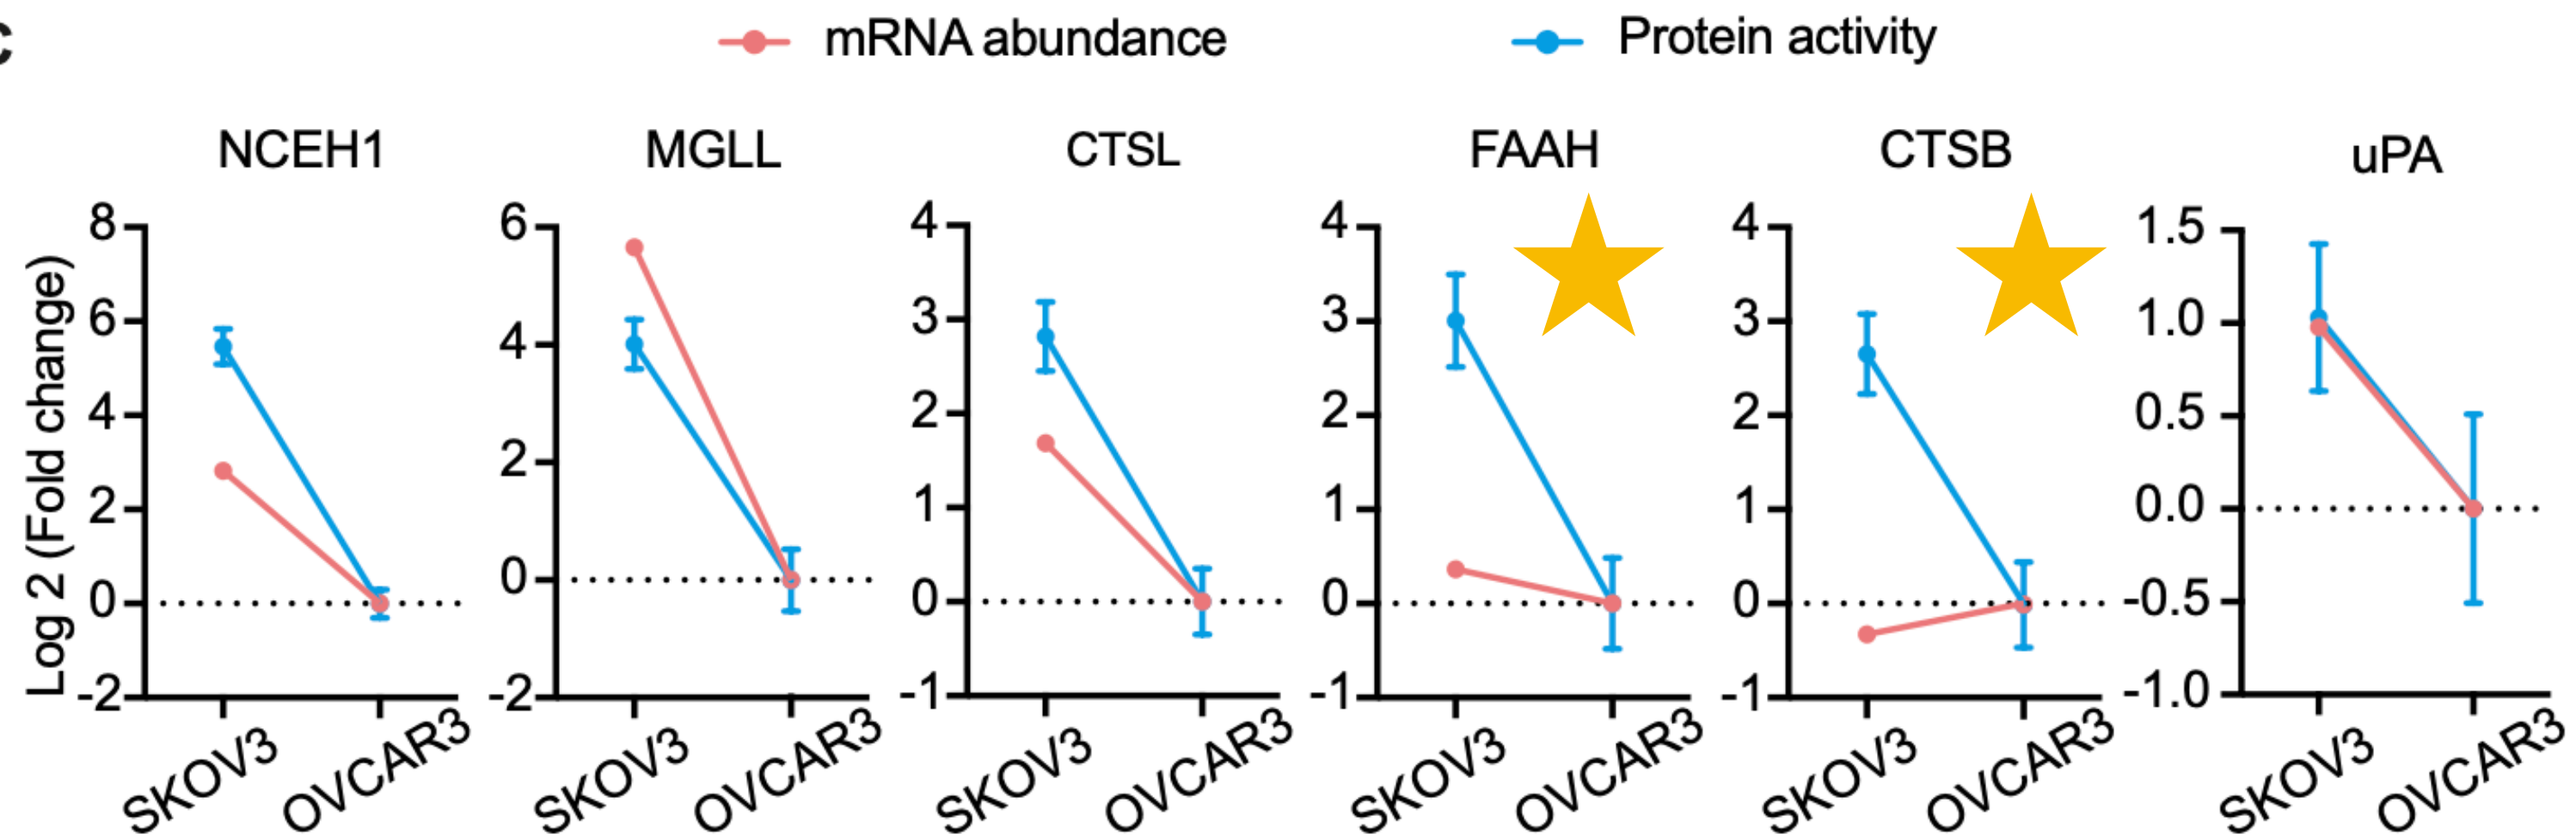 c
mRNA abundance
Protein activity
Log 2 (Fold change)
NCEH1
8
6
4
2
0
-2
SKOV3
OVCAR3
MGLL
6
4
2
0
-2
SKOV3
OVCAR3
CTSL
4
3
2
1
0
-1
SKOV3
OVCAR3
FAAH
4
3
2
1
0
-1
SKOV3
OVCAR3
CTSB
4
3
2
1
0
-1
SKOV3
OVCAR3
uPA
1.5
1.0
0.5
0.0
-0.5
-1.0
SKOV3
OVCAR3